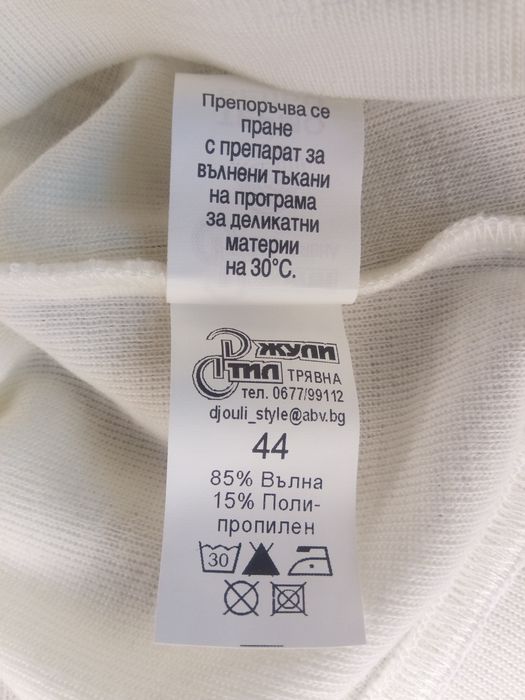 Препоръчва се
пране
с препарат за
вълнени тъкани
на програма
за деликатни
материи
на 30°С.
Джули
Стил ТРЯВНА
тел. 0677/99112
djouli_style@abv.bg
44
85% Вълна
15% Поли-
пропилен
30